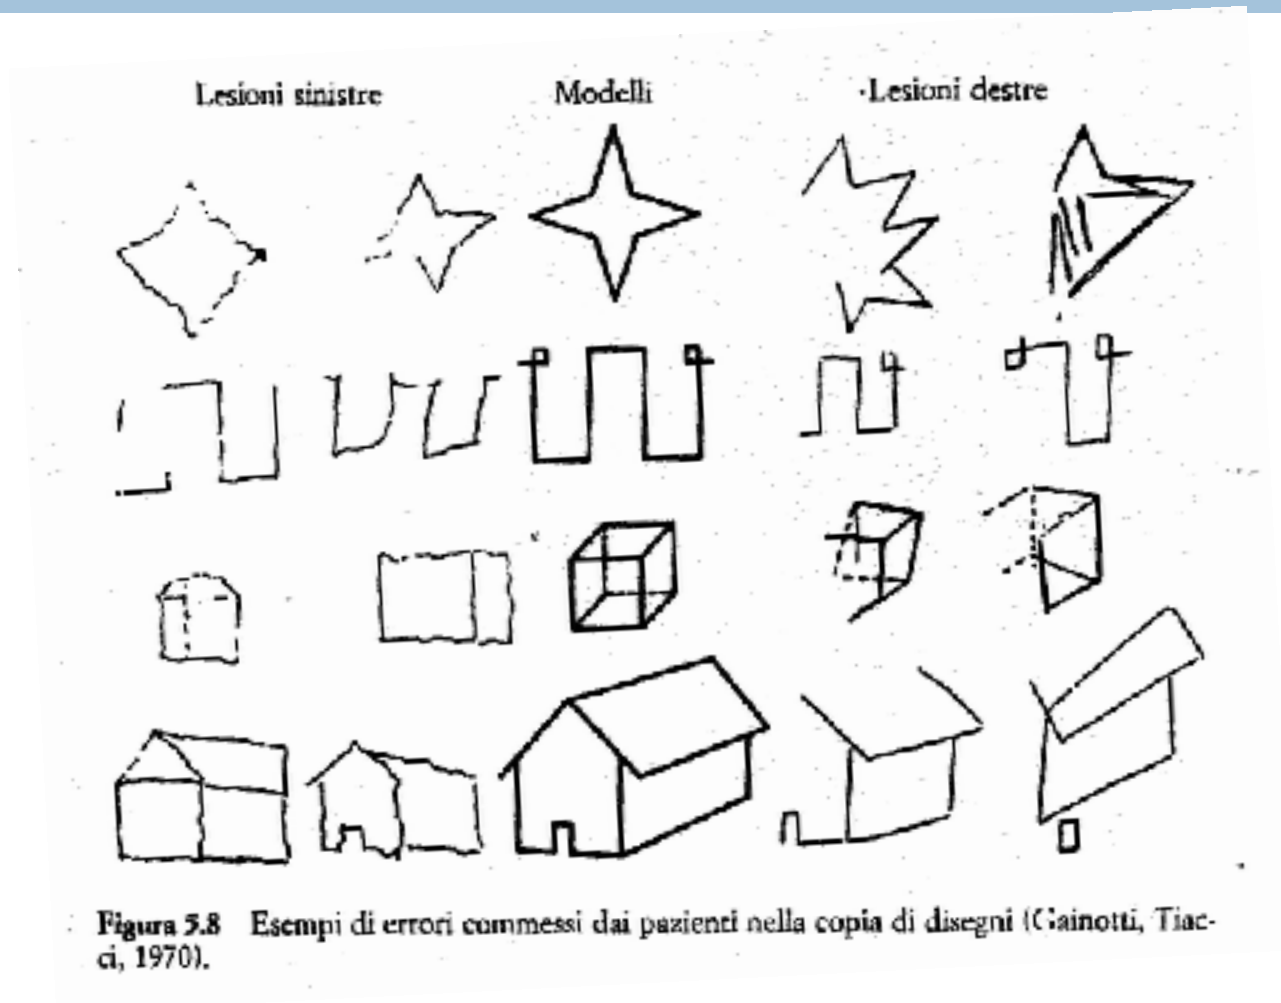 Lesioni sinistre
Modelli
Lesioni destre
Figura 5.8 Esempi di errori commessi dai pazienti nella copia di disegni (Gainotti, Tiac-
ci, 1970).